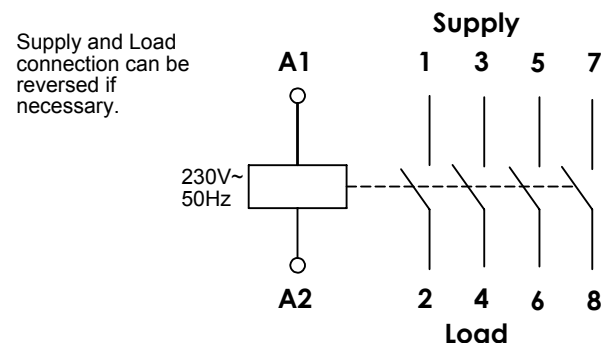 Supply
Supply and Load
connection can be
reversed if
necessary.
A1 1 3 5 7
230V~
50Hz
A2 2 4 6 8
Load